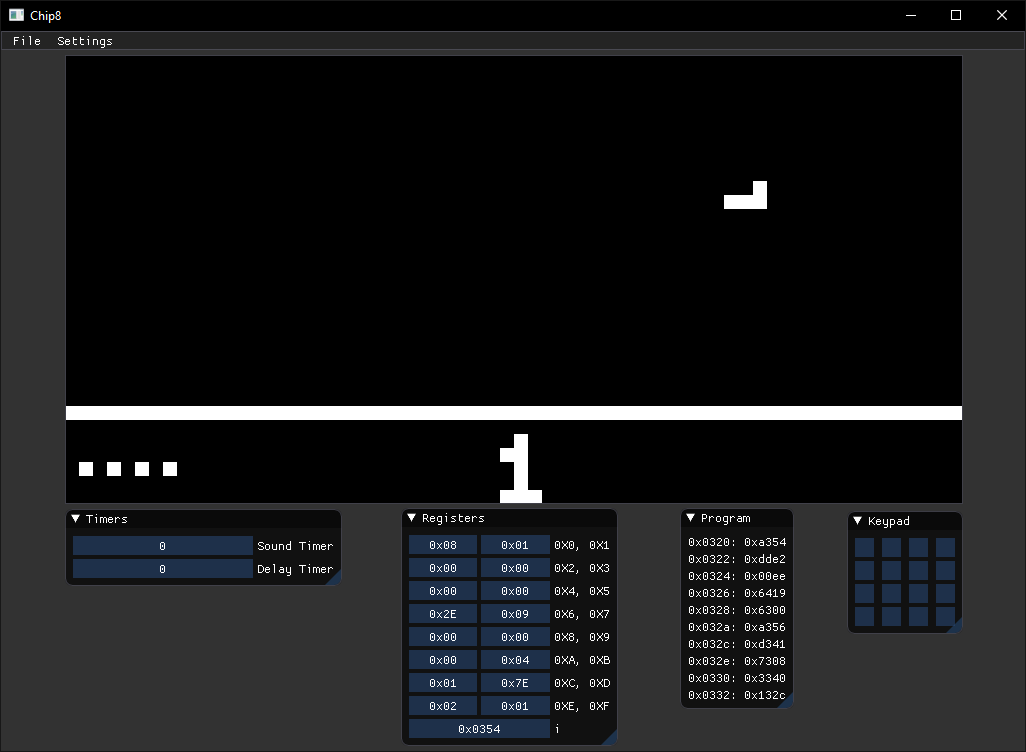 Chip8
File Settings
1
Timers
0 Sound Timer
0 Delay Timer
Registers
0x08 0x01 0X0, 0X1
0x00 0x00 0X2, 0X3
0x00 0x00 0X4, 0X5
0x2E 0x09 0X6, 0X7
0x00 0x00 0X8, 0X9
0x00 0x04 0XA, 0XB
0x01 0x7E 0XC, 0XD
0x02 0x01 0XE, 0XF
0x0354 i
Program
0x0320: 0xa354
0x0322: 0xdde2
0x0324: 0x00ee
0x0326: 0x6419
0x0328: 0x6300
0x032a: 0xa356
0x032c: 0xd341
0x032e: 0x7308
0x0330: 0x3340
0x0332: 0x132c
Keypad